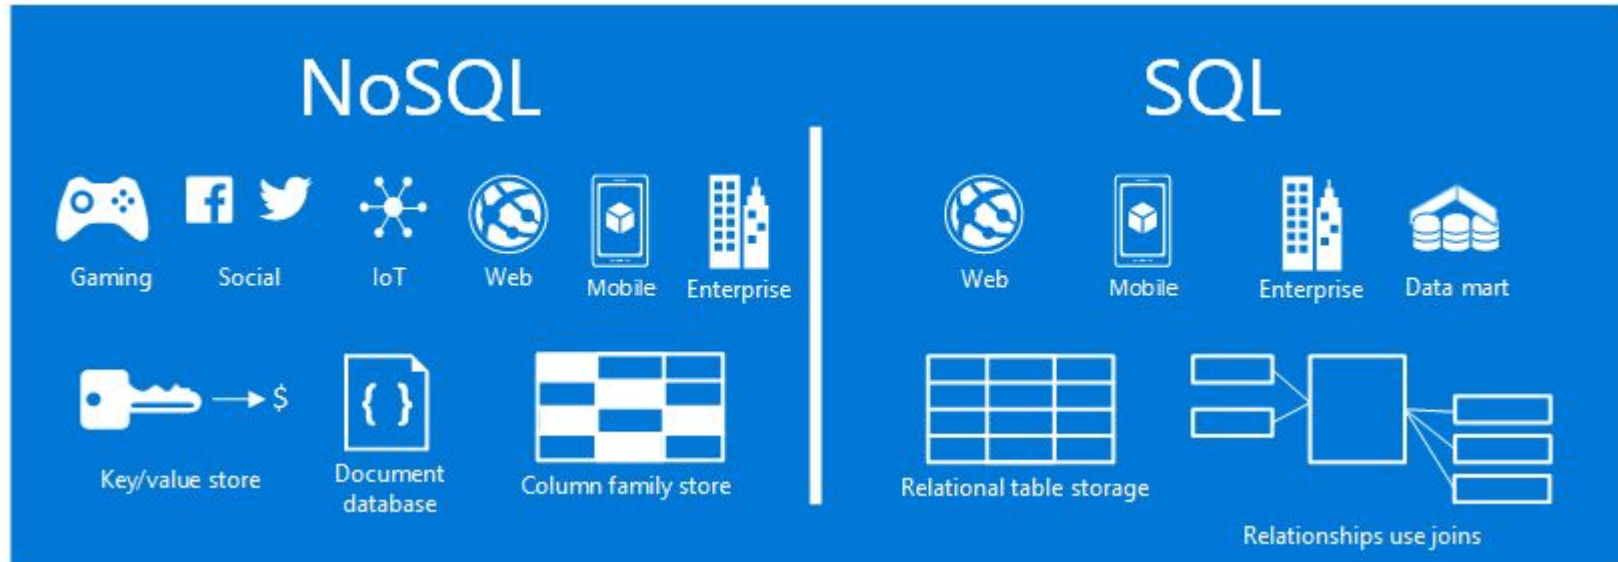 NoSQL
SQL
Gaming
Social
IoT
Web
Mobile
Enterprise
Web
Mobile
Enterprise
Data mart
$
{ }
Key/value store
Document
database
Column family store
Relational table storage
Relationships use joins